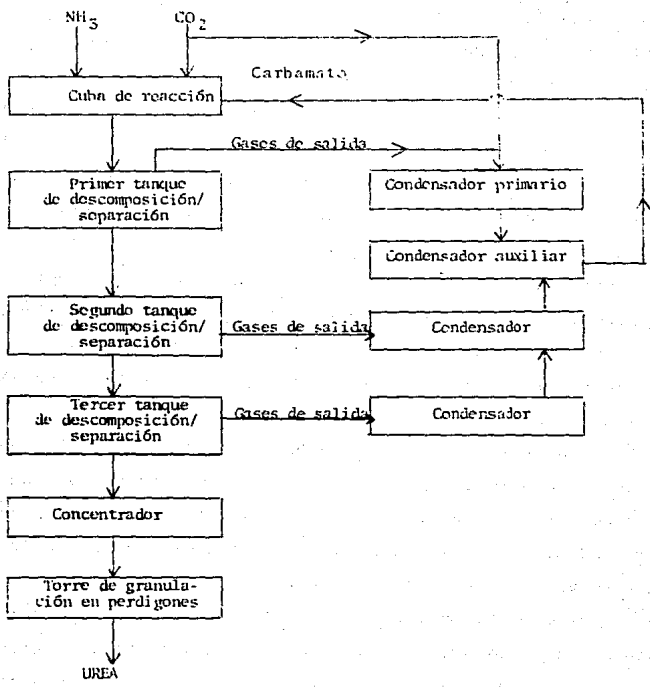 NH3 CO2
Carbamato
Cuba de reacción
Gases de salida
Primer tanque
de descomposición/
separación
Condensador primario
Condensador auxiliar
Segundo tanque
de descomposición/
separación
Gases de salida
Condensador
Tercer tanque
de descomposición/
separación
Gases de salida
Condensador
Concentrador
Torre de granula-
ción en perdigones
UREA